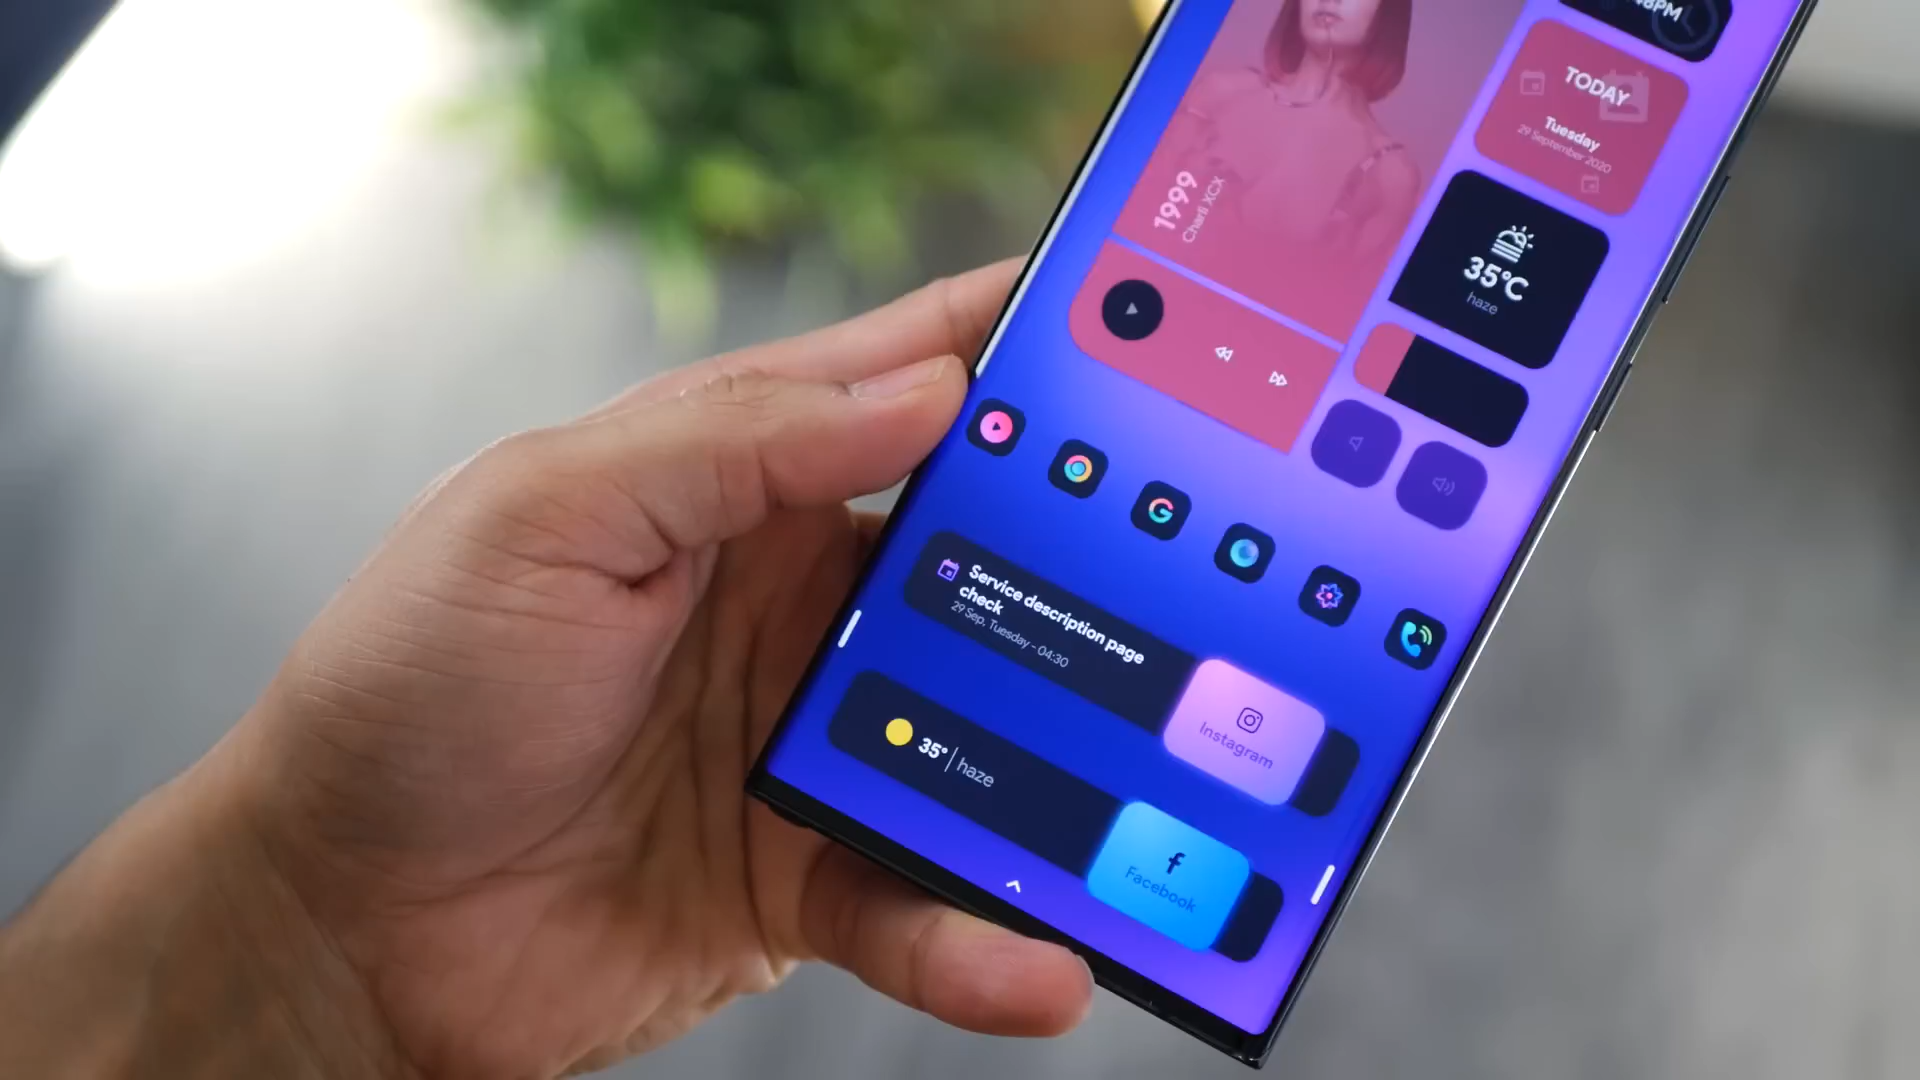 TODAY
Tuesday
29 September 2020
1999
Charli XCX
35°C
haze
Service description page
check
29 Sep, Tuesday - 04:30
Instagram
35° | haze
Facebook